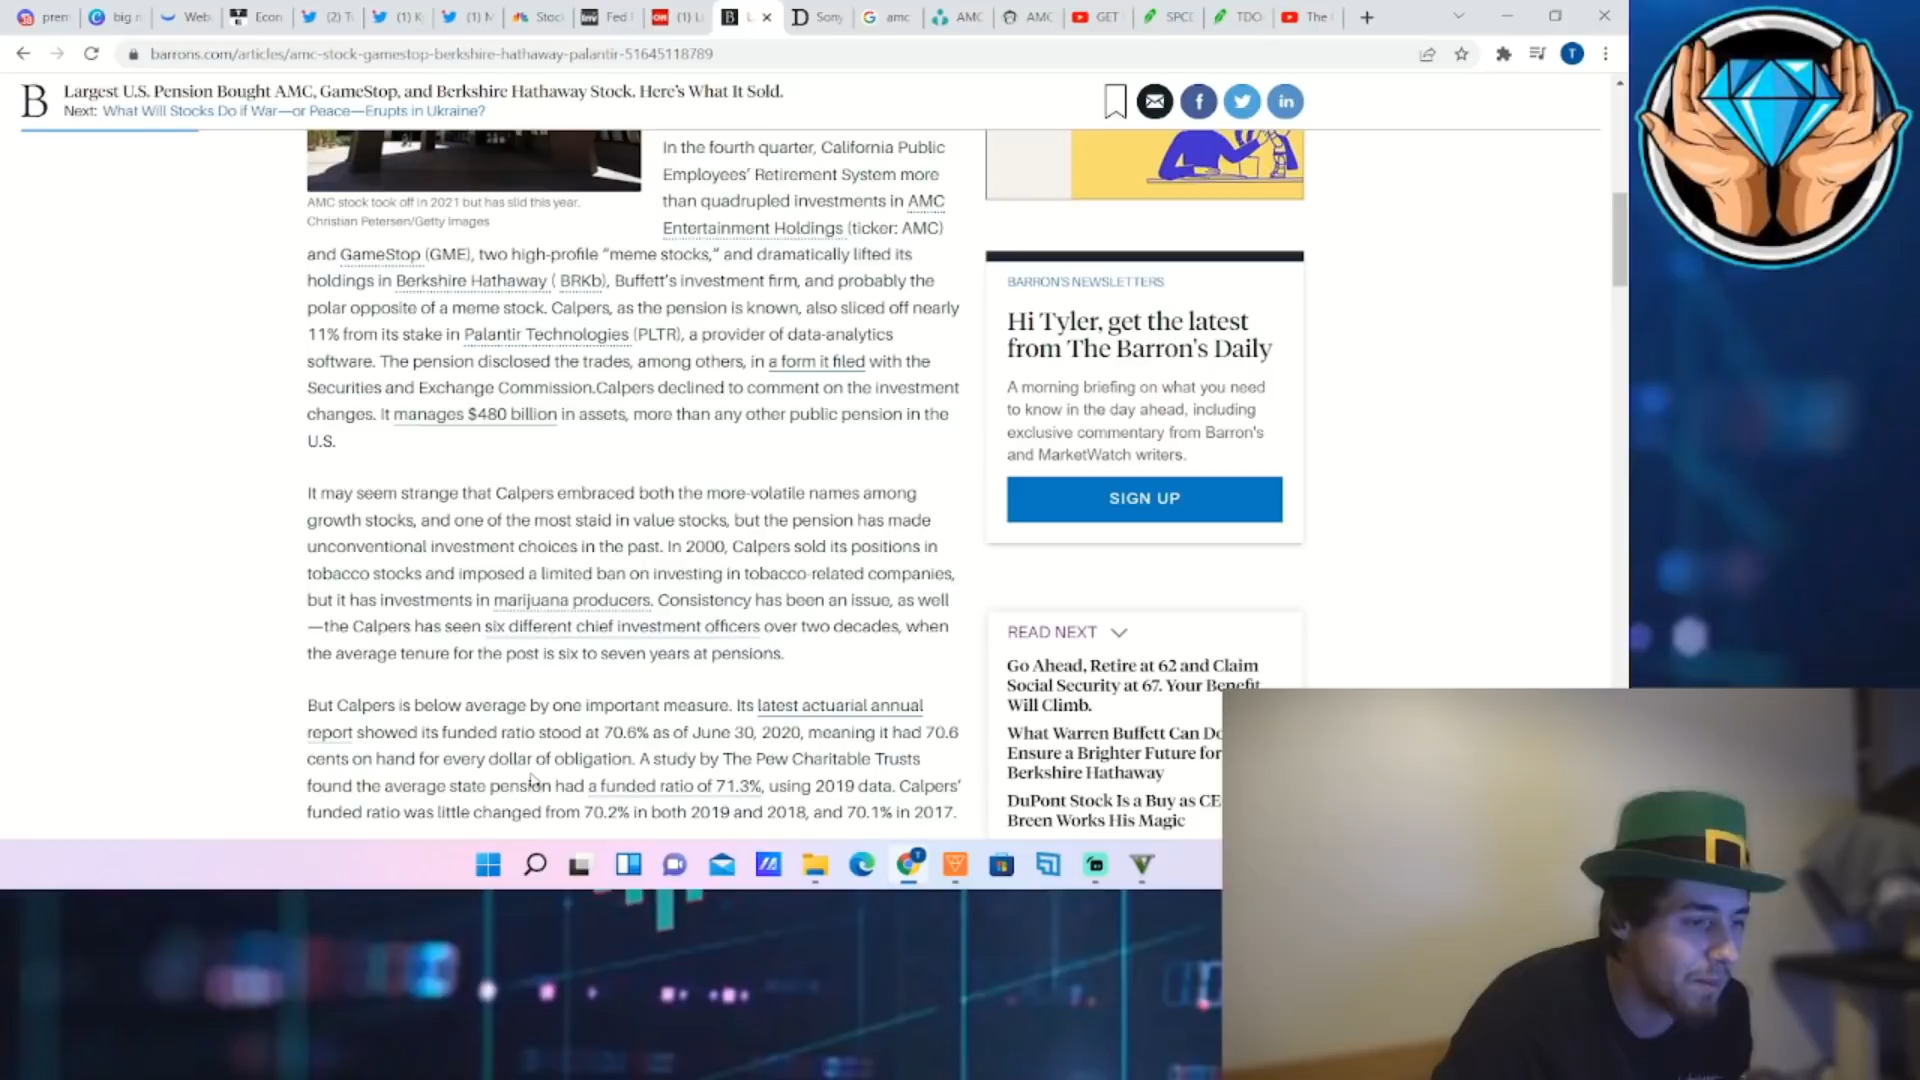 prem
big r
Web
Econ
(2) T
(1) K
(1) M
Stoc
Fed
(1) Li
L
Sony
amc
AMC
AMC
GET
SPCE
TDO
The
barrons.com/articles/amc-stock-gamestop-berkshire-hathaway-palantir-51645118789
T
B
Largest U.S. Pension Bought AMC, GameStop, and Berkshire Hathaway Stock. Here's What It Sold.
Next: What Will Stocks Do if War—or Peace—Erupts in Ukraine?
In the fourth quarter, California Public
Employees' Retirement System more
than quadrupled investments in AMC
Entertainment Holdings (ticker: AMC)
AMC stock took off in 2021 but has slid this year.
Christian Petersen/Getty Images
and GameStop (GME), two high-profile “meme stocks,” and dramatically lifted its
holdings in Berkshire Hathaway ( BRKb), Buffett's investment firm, and probably the
polar opposite of a meme stock. Calpers, as the pension is known, also sliced off nearly
11% from its stake in Palantir Technologies (PLTR), a provider of data-analytics
software. The pension disclosed the trades, among others, in a form it filed with the
Securities and Exchange Commission.Calpers declined to comment on the investment
changes. It manages $480 billion in assets, more than any other public pension in the
U.S.
It may seem strange that Calpers embraced both the more-volatile names among
growth stocks, and one of the most staid in value stocks, but the pension has made
unconventional investment choices in the past. In 2000, Calpers sold its positions in
tobacco stocks and imposed a limited ban on investing in tobacco-related companies,
but it has investments in marijuana producers. Consistency has been an issue, as well
—the Calpers has seen six different chief investment officers over two decades, when
the average tenure for the post is six to seven years at pensions.
But Calpers is below average by one important measure. Its latest actuarial annual
report showed its funded ratio stood at 70.6% as of June 30, 2020, meaning it had 70.6
cents on hand for every dollar of obligation. A study by The Pew Charitable Trusts
found the average state pension had a funded ratio of 71.3%, using 2019 data. Calpers'
funded ratio was little changed from 70.2% in both 2019 and 2018, and 70.1% in 2017.
BARRON'S NEWSLETTERS
Hi Tyler, get the latest
from The Barron's Daily
A morning briefing on what you need
to know in the day ahead, including
exclusive commentary from Barron's
and MarketWatch writers.
SIGN UP
READ NEXT
Go Ahead, Retire at 62 and Claim
Social Security at 67. Your Benefit
Will Climb.
What Warren Buffett Can Do
Ensure a Brighter Future for
Berkshire Hathaway
DuPont Stock Is a Buy as CE
Breen Works His Magic